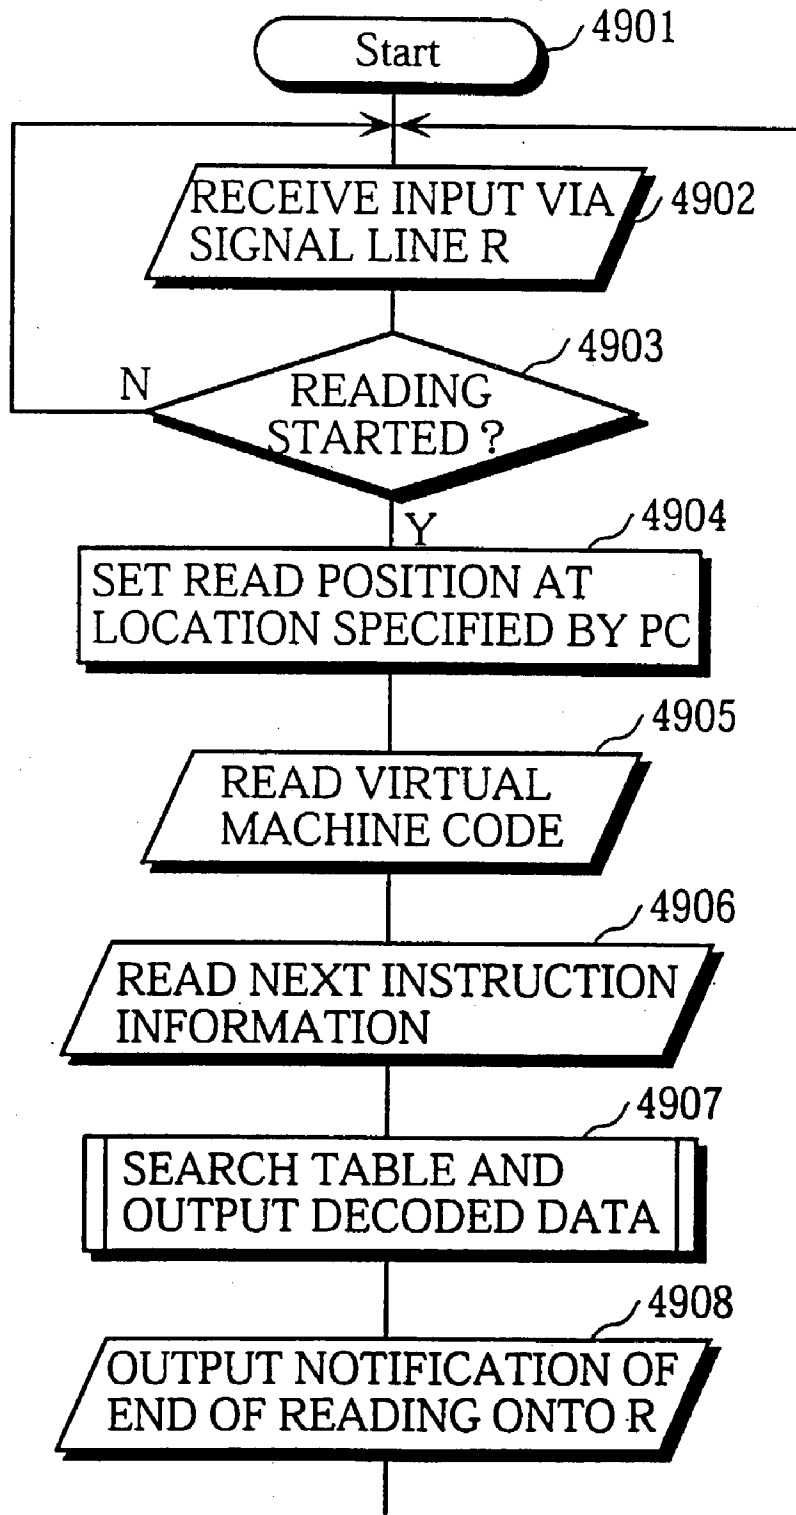 Start
4901
RECEIVE INPUT VIA
SIGNAL LINE R
4902
4903
N
READING
STARTED ?
Y
4904
SET READ POSITION AT
LOCATION SPECIFIED BY PC
4905
READ VIRTUAL
MACHINE CODE
4906
READ NEXT INSTRUCTION
INFORMATION
4907
SEARCH TABLE AND
OUTPUT DECODED DATA
4908
OUTPUT NOTIFICATION OF
END OF READING ONTO R